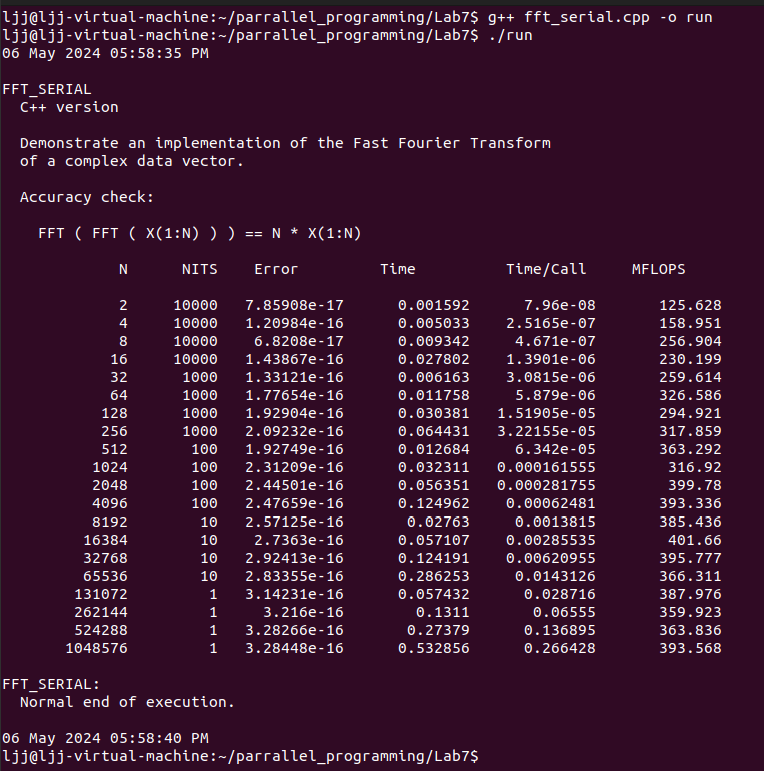 ljj@ljj-virtual-machine:~/parrallel_programming/Lab7$ g++ fft_serial.cpp -o run
ljj@ljj-virtual-machine:~/parrallel_programming/Lab7$ ./run
06 May 2024 05:58:35 PM
FFT_SERIAL
C++ version
Demonstrate an implementation of the Fast Fourier Transform
of a complex data vector.
Accuracy check:
FFT ( FFT ( X(1:N) ) ) == N * X(1:N)
N NITS Error Time Time/Call MFLOPS
2 10000 7.85908e-17 0.001592 7.96e-08 125.628
4 10000 1.20984e-16 0.005033 2.5165e-07 158.951
8 10000 6.8208e-17 0.009342 4.671e-07 256.904
16 10000 1.43867e-16 0.027802 1.3901e-06 230.199
32 1000 1.33121e-16 0.006163 3.0815e-06 259.614
64 1000 1.77654e-16 0.011758 5.879e-06 326.586
128 1000 1.92904e-16 0.030381 1.51905e-05 294.921
256 1000 2.09232e-16 0.064431 3.22155e-05 317.859
512 100 1.92749e-16 0.012684 6.342e-05 363.292
1024 100 2.31209e-16 0.032311 0.000161555 316.92
2048 100 2.44501e-16 0.056351 0.000281755 399.78
4096 100 2.47659e-16 0.124962 0.00062481 393.336
8192 10 2.57125e-16 0.02763 0.0013815 385.436
16384 10 2.7363e-16 0.057107 0.00285535 401.66
32768 10 2.92413e-16 0.124191 0.00620955 395.777
65536 10 2.83355e-16 0.286253 0.0143126 366.311
131072 1 3.14231e-16 0.057432 0.028716 387.976
262144 1 3.216e-16 0.1311 0.06555 359.923
524288 1 3.28266e-16 0.27379 0.136895 363.836
1048576 1 3.28448e-16 0.532856 0.266428 393.568
FFT_SERIAL:
Normal end of execution.
06 May 2024 05:58:40 PM
ljj@ljj-virtual-machine:~/parrallel_programming/Lab7$